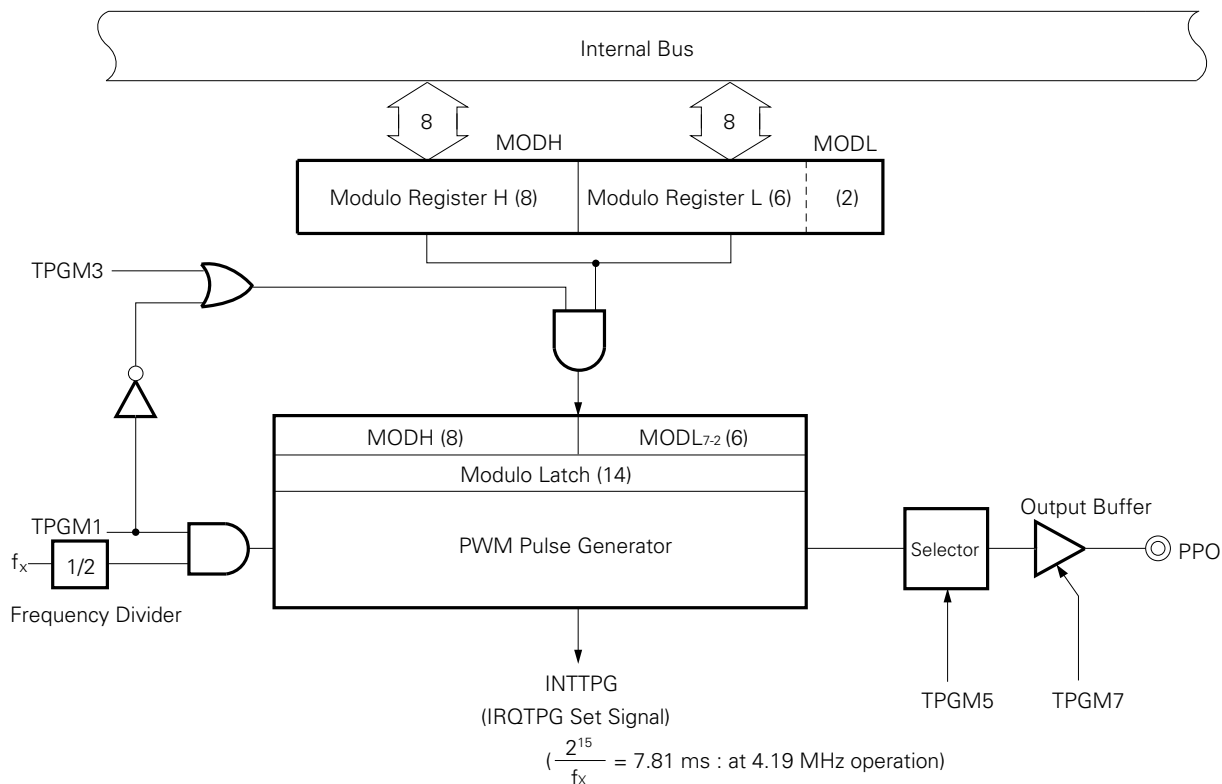 Internal Bus
8
8
MODH
MODL
Modulo Register H (8)
Modulo Register L (6)
(2)
TPGM3
MODH (8)
MODL7-2 (6)
Modulo Latch (14)
TPGM1
PWM Pulse Generator
fX
1/2
Frequency Divider
Selector
Output Buffer
PPO
INTTPG
(IRQTPG Set Signal)
TPGM5
TPGM7
(2^15/fX = 7.81 ms : at 4.19 MHz operation)